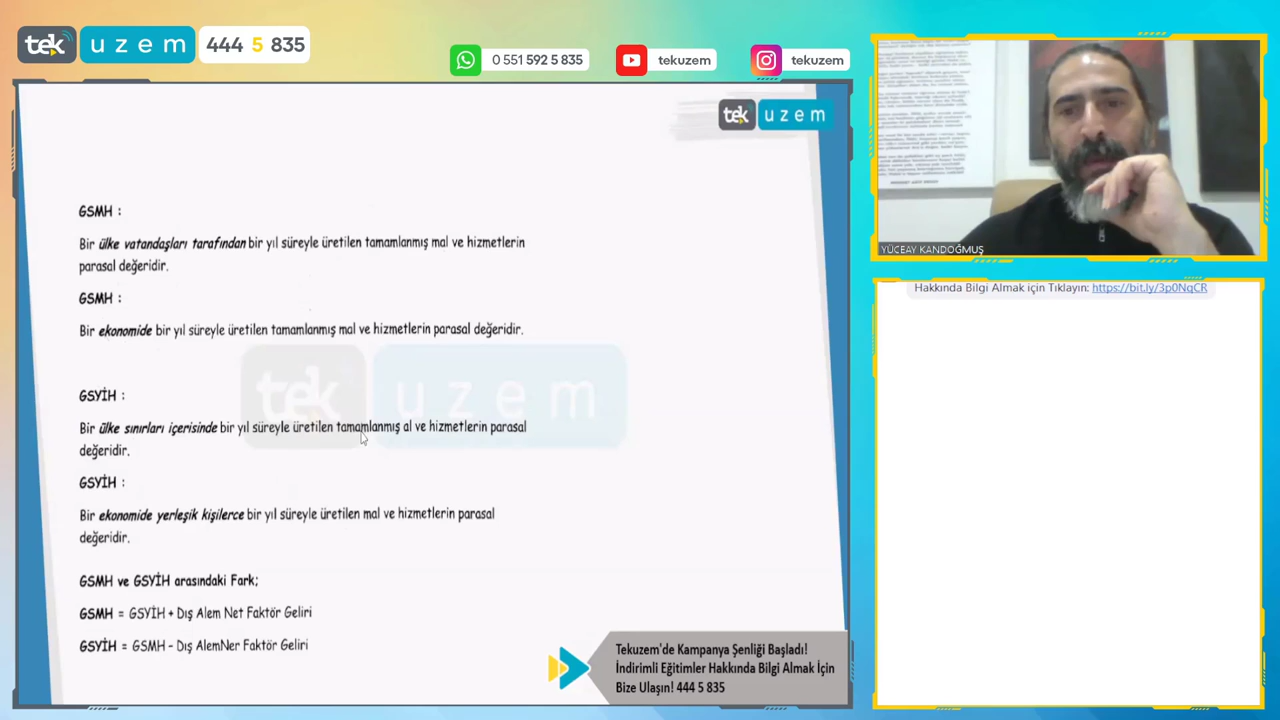 tek uzem 444 5 835
0 551 592 5 835
tekuzem
tekuzem
tek uzem
GSMH :
Bir ülke vatandaşları tarafından bir yıl süreyle üretilen tamamlanmış mal ve hizmetlerin
parasal değeridir.
GSMH :
Bir ekonomide bir yıl süreyle üretilen tamamlanmış mal ve hizmetlerin parasal değeridir.
tek uzem
GSYİH :
Bir ülke sınırları içerisinde bir yıl süreyle üretilen tamamlanmış al ve hizmetlerin parasal
değeridir.
GSYİH :
Bir ekonomide yerleşik kişilerce bir yıl süreyle üretilen mal ve hizmetlerin parasal
değeridir.
GSMH ve GSYİH arasındaki Fark;
GSMH = GSYİH + Dış Alem Net Faktör Geliri
GSYİH = GSMH - Dış AlemNer Faktör Geliri
Tekuzem'de Kampanya Şenliği Başladı!
İndirimli Eğitimler Hakkında Bilgi Almak İçin
Bize Ulaşın! 444 5 835
YÜCEAY KANDOĞMUŞ
Hakkında Bilgi Almak için Tıklayın: https://bit.ly/3p0NqCR